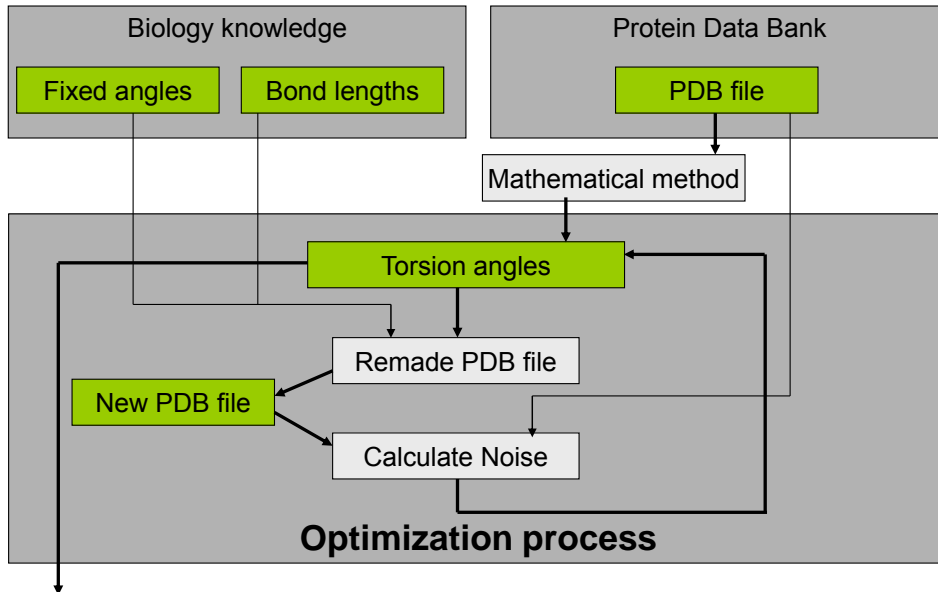 Biology knowledge
Fixed angles
Bond lengths
Protein Data Bank
PDB file
Mathematical method
Torsion angles
Remade PDB file
New PDB file
Calculate Noise
Optimization process